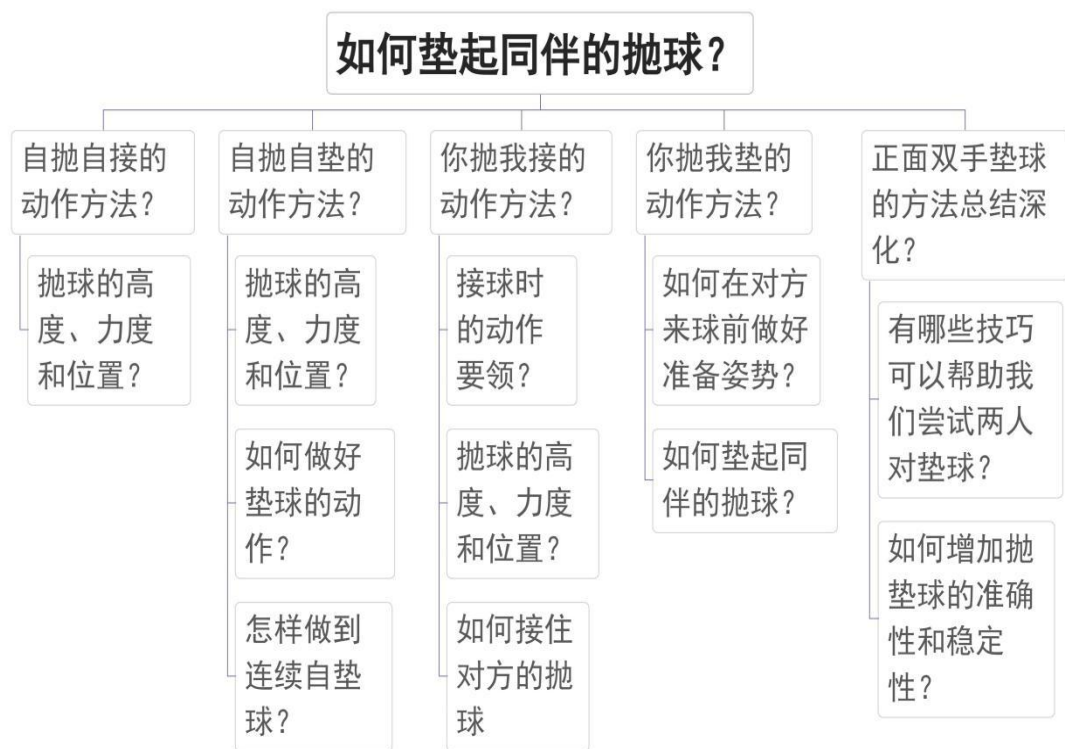 如何垫起同伴的抛球？
自抛自接的
动作方法？
抛球的高
度、力度
和位置？
自抛自垫的
动作方法？
抛球的高
度、力度
和位置？
如何做好
垫球的动
作？
怎样做到
连续自垫
球？
你抛我接的
动作方法？
接球时
的动作
要领？
抛球的高
度、力度
和位置？
如何接住
对方的抛
球
你抛我垫的
动作方法？
如何在对方
来球前做好
准备姿势？
如何垫起同
伴的抛球？
正面双手垫球
的方法总结深
化？
有哪些技巧
可以帮助我
们尝试两人
对垫球？
如何增加抛
垫球的准确
性和稳定
性？